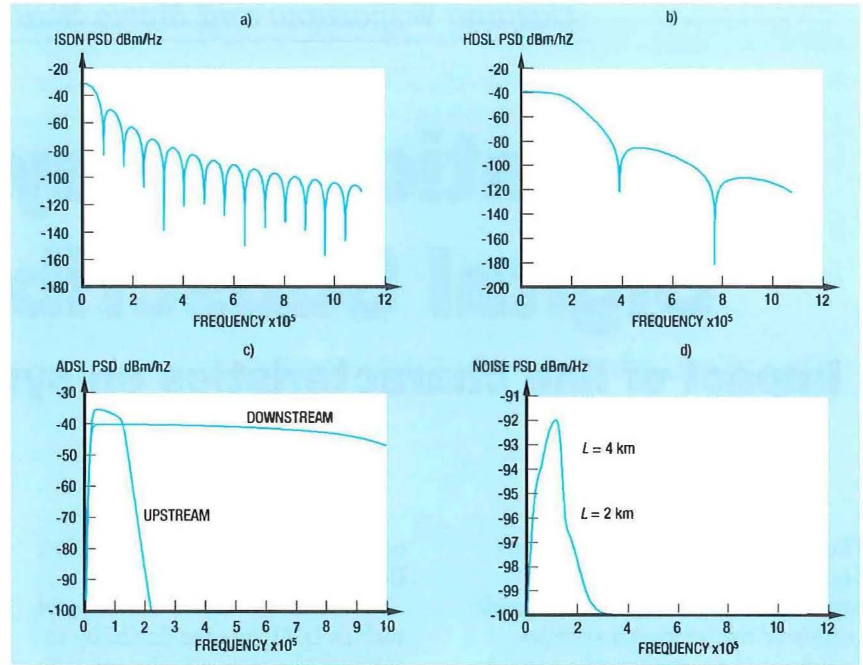 a)
ISDN PSD dBm/Hz
-20
-40
-60
-80
-100
-120
-140
-160
-180
0 2 4 6 8 10 12
FREQUENCY x10⁵
b)
HDSL PSD dBm/hZ
-20
-40
-60
-80
-100
-120
-140
-160
-180
-200
0 2 4 6 8 10 12
FREQUENCY x10⁵
c)
ADSL PSD dBm/hZ
-30
-40
-50
-60
-70
-80
-90
-100
DOWNSTREAM
UPSTREAM
0 1 2 3 4 5 6 7 8 9 10
FREQUENCY x10⁵
d)
NOISE PSD dBm/Hz
-91
-92
-93
-94
-95
-96
-97
-98
-99
-100
L = 4 km
L = 2 km
0 2 4 6 8 10 12
FREQUENCY x10⁵